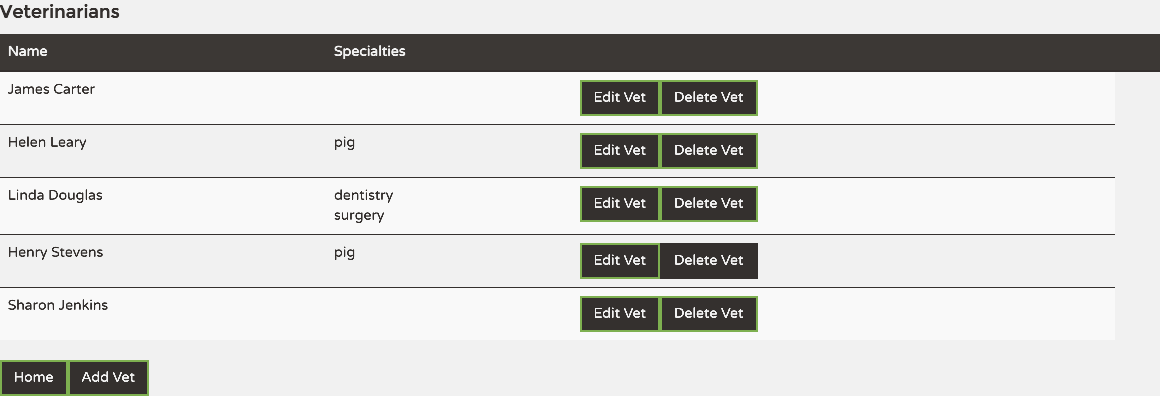 Veterinarians
Name Specialties
James Carter Edit Vet Delete Vet
Helen Leary pig Edit Vet Delete Vet
Linda Douglas dentistry Edit Vet Delete Vet
surgery
Henry Stevens pig Edit Vet Delete Vet
Sharon Jenkins Edit Vet Delete Vet
Home Add Vet